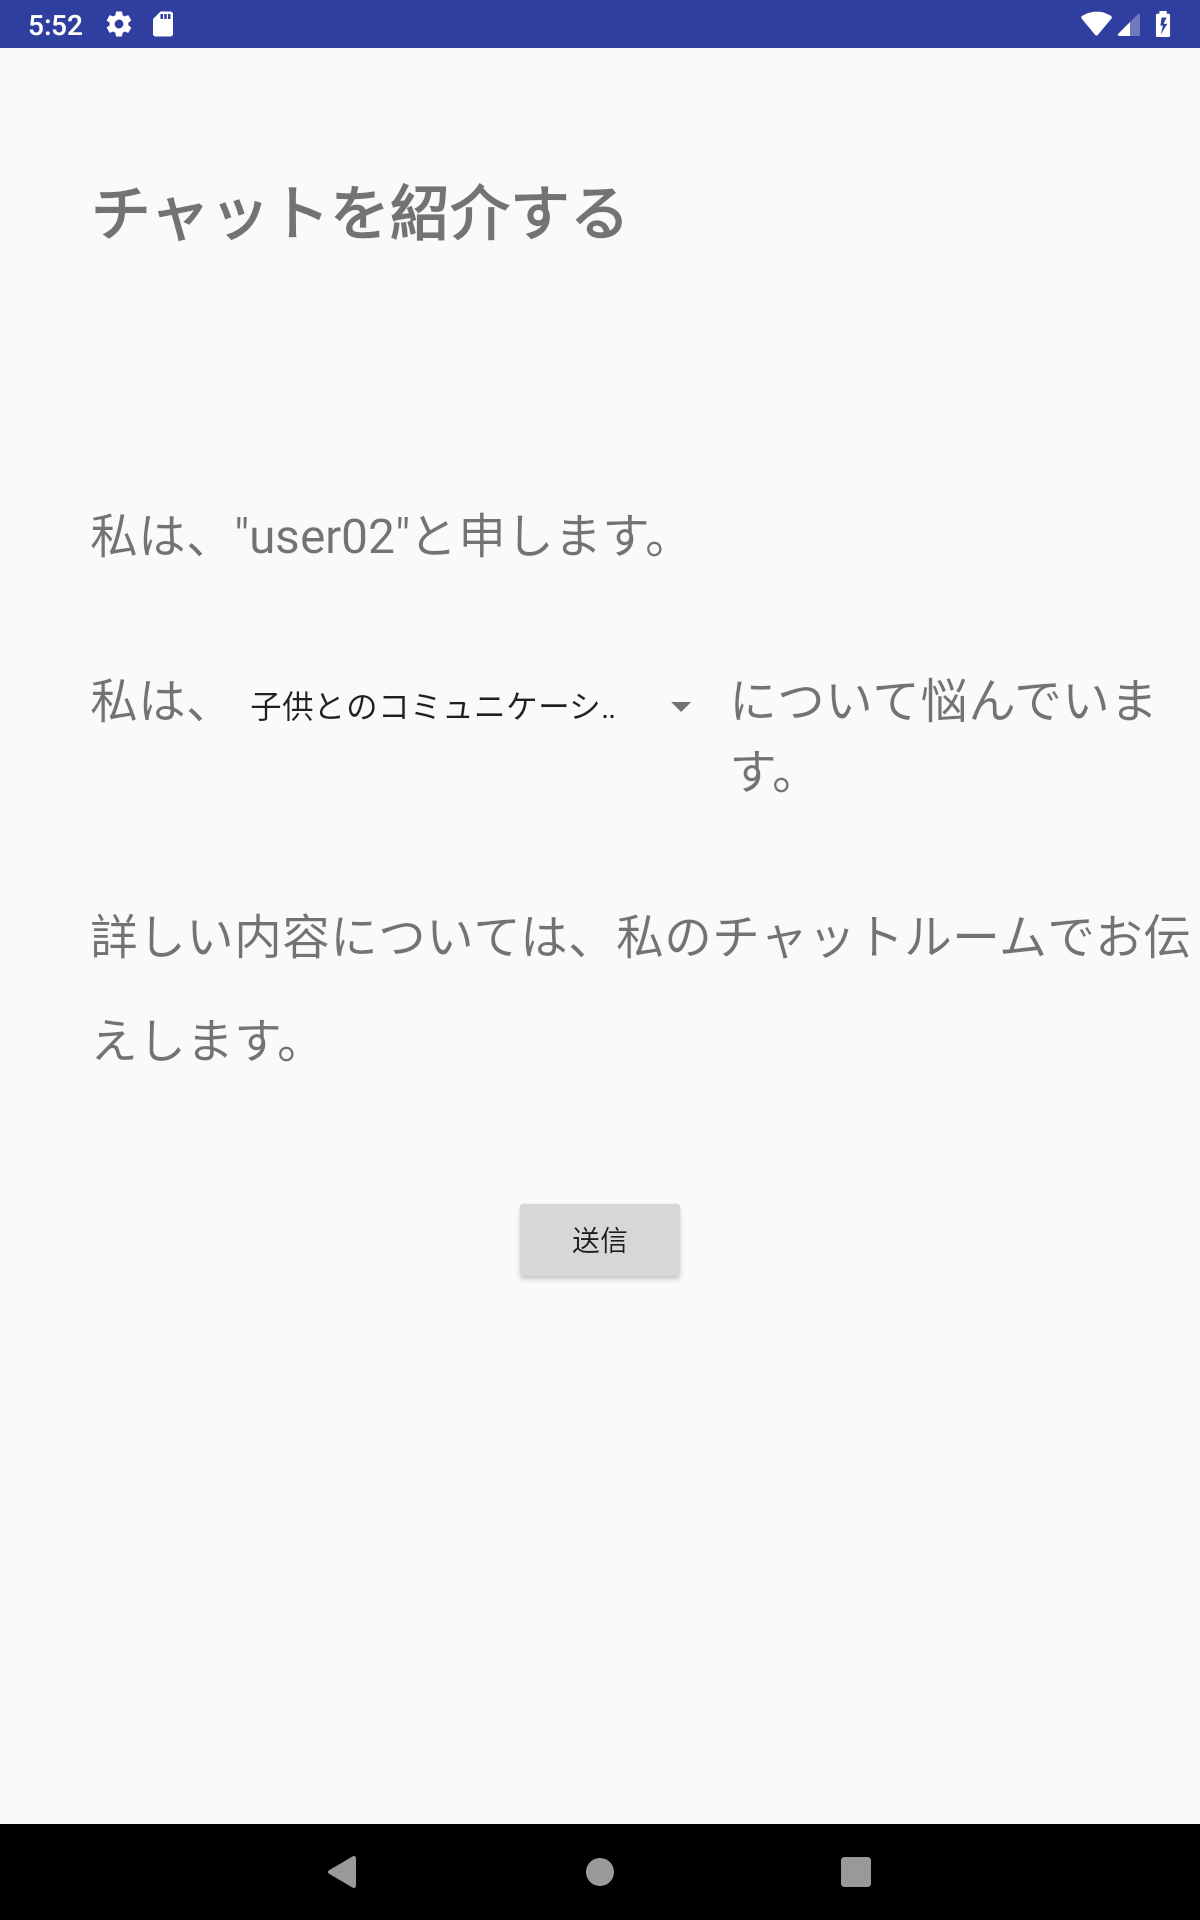 5:52
チャットを紹介する
私は、"user02"と申します。
私は、 子供とのコミュニケーシ.. について悩んでいま
す。
詳しい内容については、私のチャットルームでお伝
えします。
送信